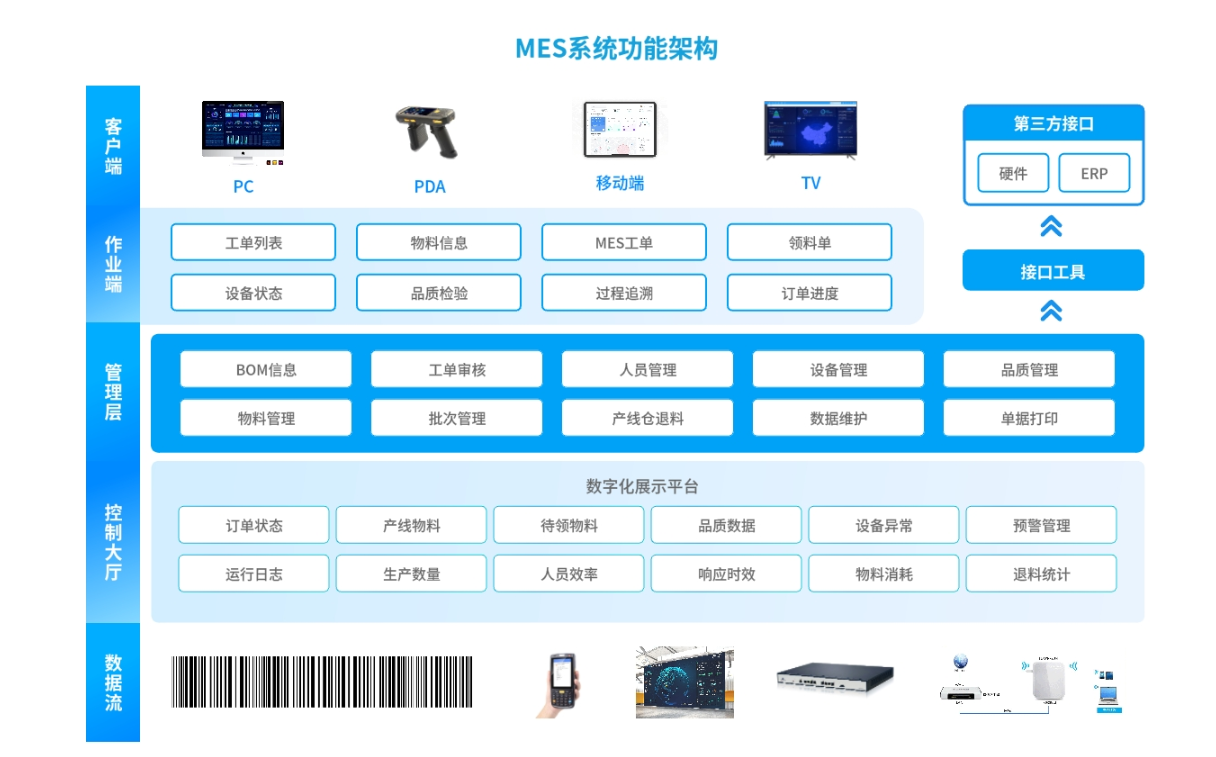 MES系统功能架构
客户端
PC
PDA
移动端
TV
第三方接口
硬件
ERP
接口工具
作业端
工单列表
物料信息
MES工单
领料单
设备状态
品质检验
过程追溯
订单进度
管理层
BOM信息
工单审核
人员管理
设备管理
品质管理
物料管理
批次管理
产线仓退料
数据维护
单据打印
控制大厅
数字化展示平台
订单状态
产线物料
待领物料
品质数据
设备异常
预警管理
运行日志
生产数量
人员效率
响应时效
物料消耗
退料统计
数据流